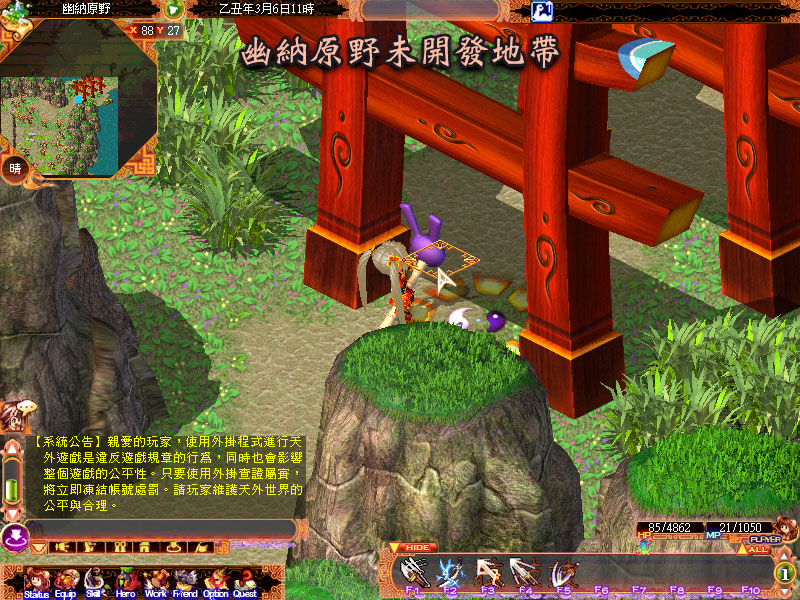 幽納原野
乙丑年3月6日11時
X 88 Y 27
幽納原野未開發地帶
晴
【系統公告】親愛的玩家，使用外掛程式進行天
外遊戲是違反遊戲規章的行為，同時也會影響
整個遊戲的公平性。只要使用外掛查證屬實，
將立即凍結帳號處罰。請玩家維護天外世界的
公平與合理。
85/4862
21/1050
HP
MP
PLAYER
HIDE
ALL
F1 F2 F3 F4 F5 F6 F7 F8 F9 F10
1
Status Equip Skill Hero Work Friend Option Quest